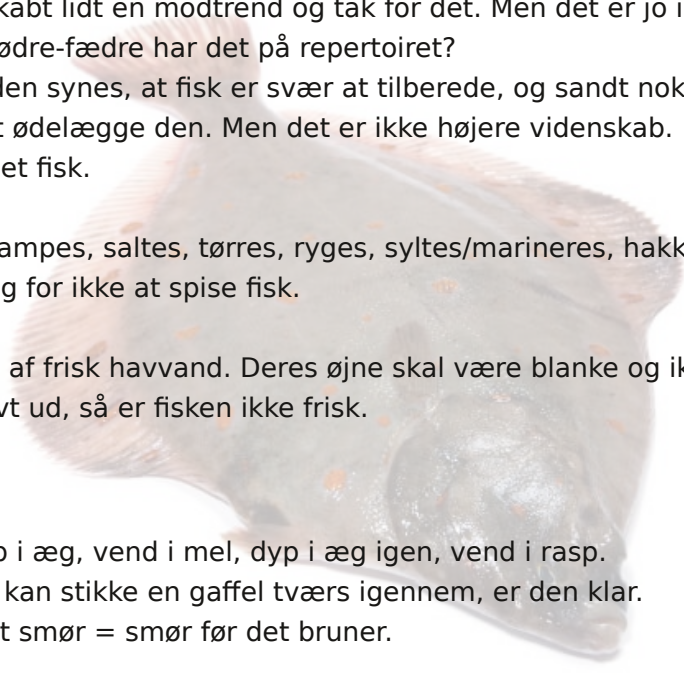 kabt lidt en modtrend og tak for det. Men det er jo i
ødre-fædre har det på repertoiret?
den synes, at fisk er svær at tilberede, og sandt nok
t ødelægge den. Men det er ikke højere videnskab.
et fisk.
ampes, saltes, tørres, ryges, syltes/marineres, hakk
g for ikke at spise fisk.
af frisk havvand. Deres øjne skal være blanke og ik
vt ud, så er fisken ikke frisk.
p i æg, vend i mel, dyp i æg igen, vend i rasp.
kan stikke en gaffel tværs igennem, er den klar.
t smør = smør før det bruner.